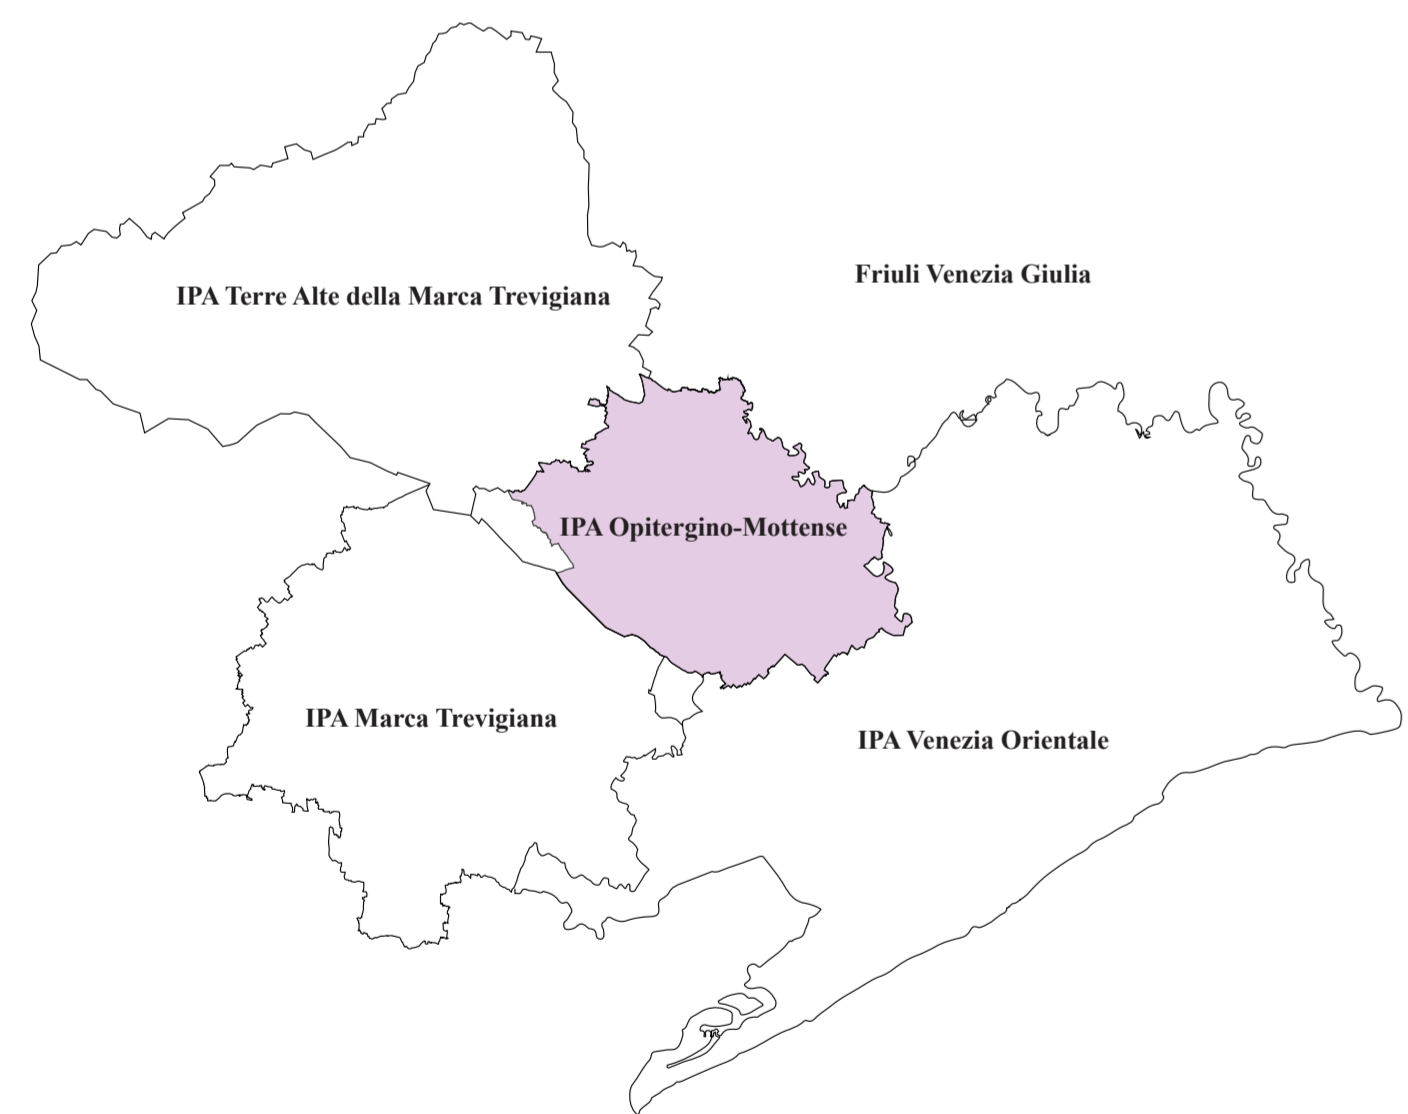 Friuli Venezia Giulia
IPA Terre Alte della Marca Trevigiana
IPA Opitergino-Mottense
IPA Marca Trevigiana
IPA Venezia Orientale